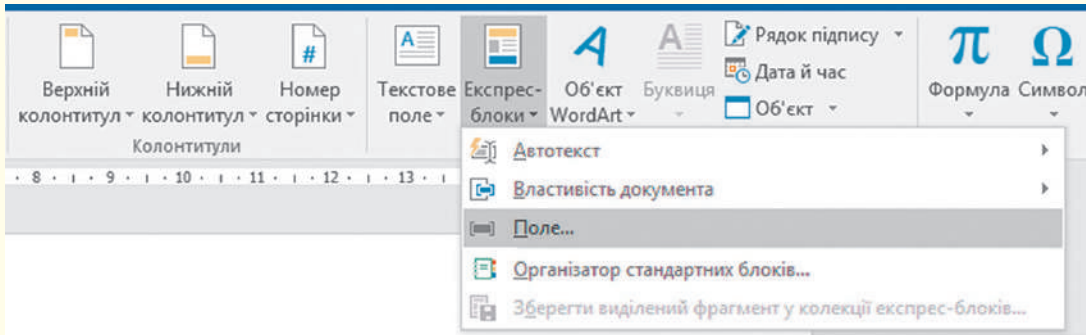 Верхній колонтитул
Нижній колонтитул
#
Номер сторінки
A
Текстове поле
Експрес-блоки
A
Об'єкт WordArt
A
Буквиця
Рядок підпису
Дата й час
Об'єкт
π
Формула
Ω
Символ
Колонтитули
· 8 · ı · 9 · ı · 10 · ı · 11 · ı · 12 · ı · 13 · ı
Автотекст
Властивість документа
Поле...
Організатор стандартних блоків...
Зберегти виділений фрагмент у колекції експрес-блоків...